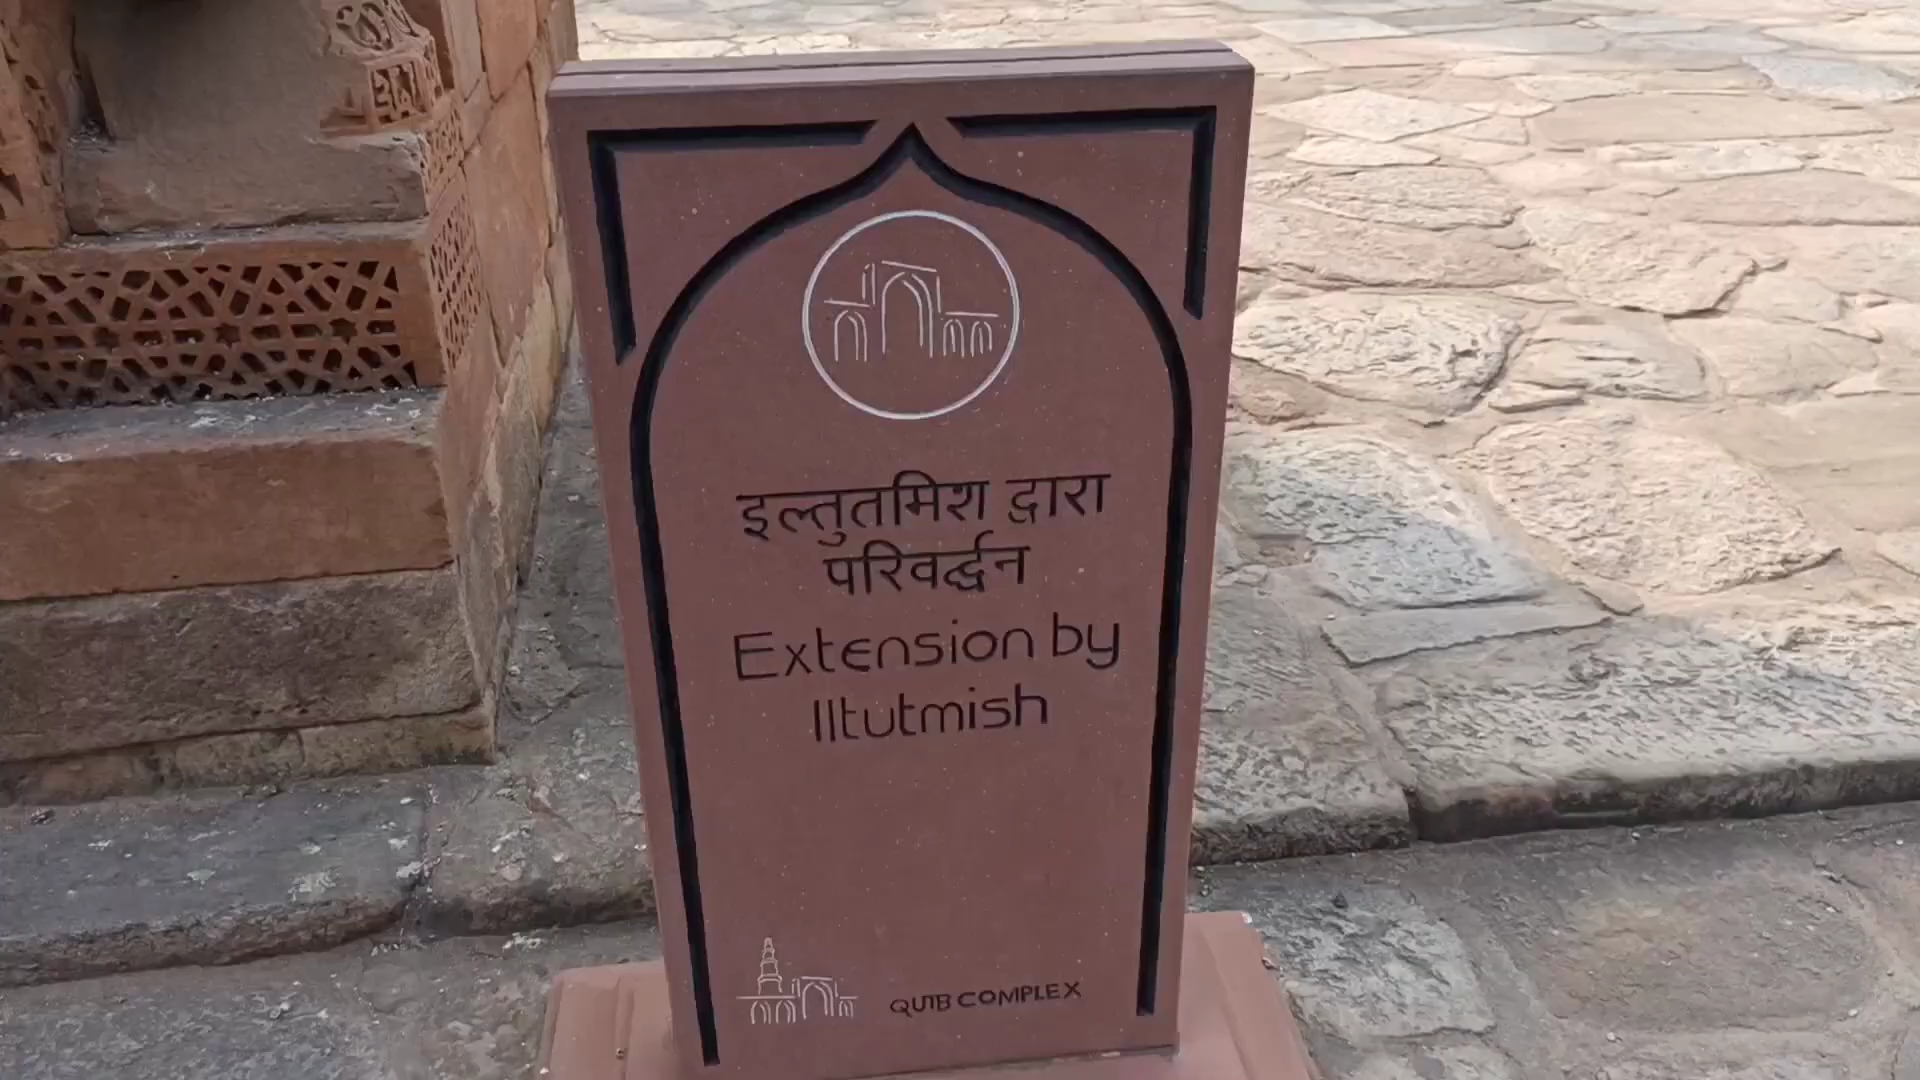 इल्तुतमिश द्वारा
परिवर्द्धन
Extension by
Iltutmish
QUTB COMPLEX